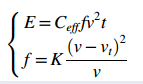 E = C_eff f v² t
f = K (v − v_t)² / v